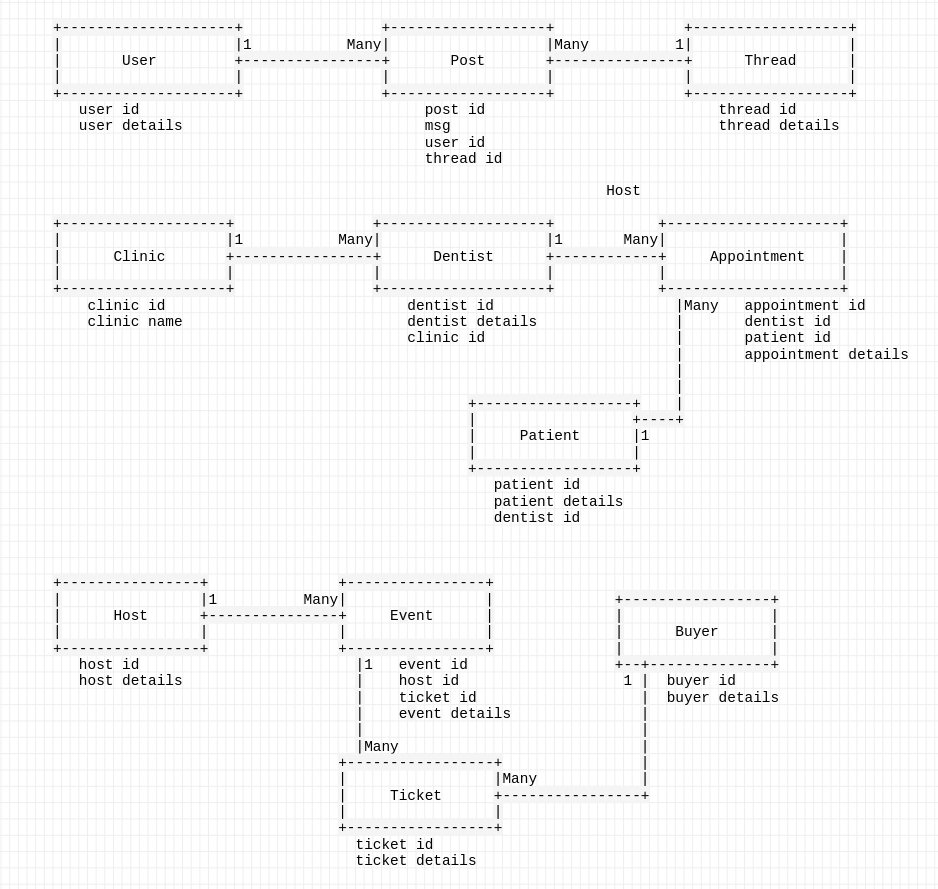 1 Many Many 1
User Post Thread
user id post id thread id
user details msg thread details
user id
thread id
Host
1 Many 1 Many
Clinic Dentist Appointment
clinic id dentist id Many appointment id
clinic name dentist details dentist id
clinic id patient id
appointment details
Patient 1
patient id
patient details
dentist id
1 Many
Host Event
Buyer
host id 1 event id
host details host id 1 buyer id
ticket id buyer details
event details
Many
Many
Ticket
ticket id
ticket details